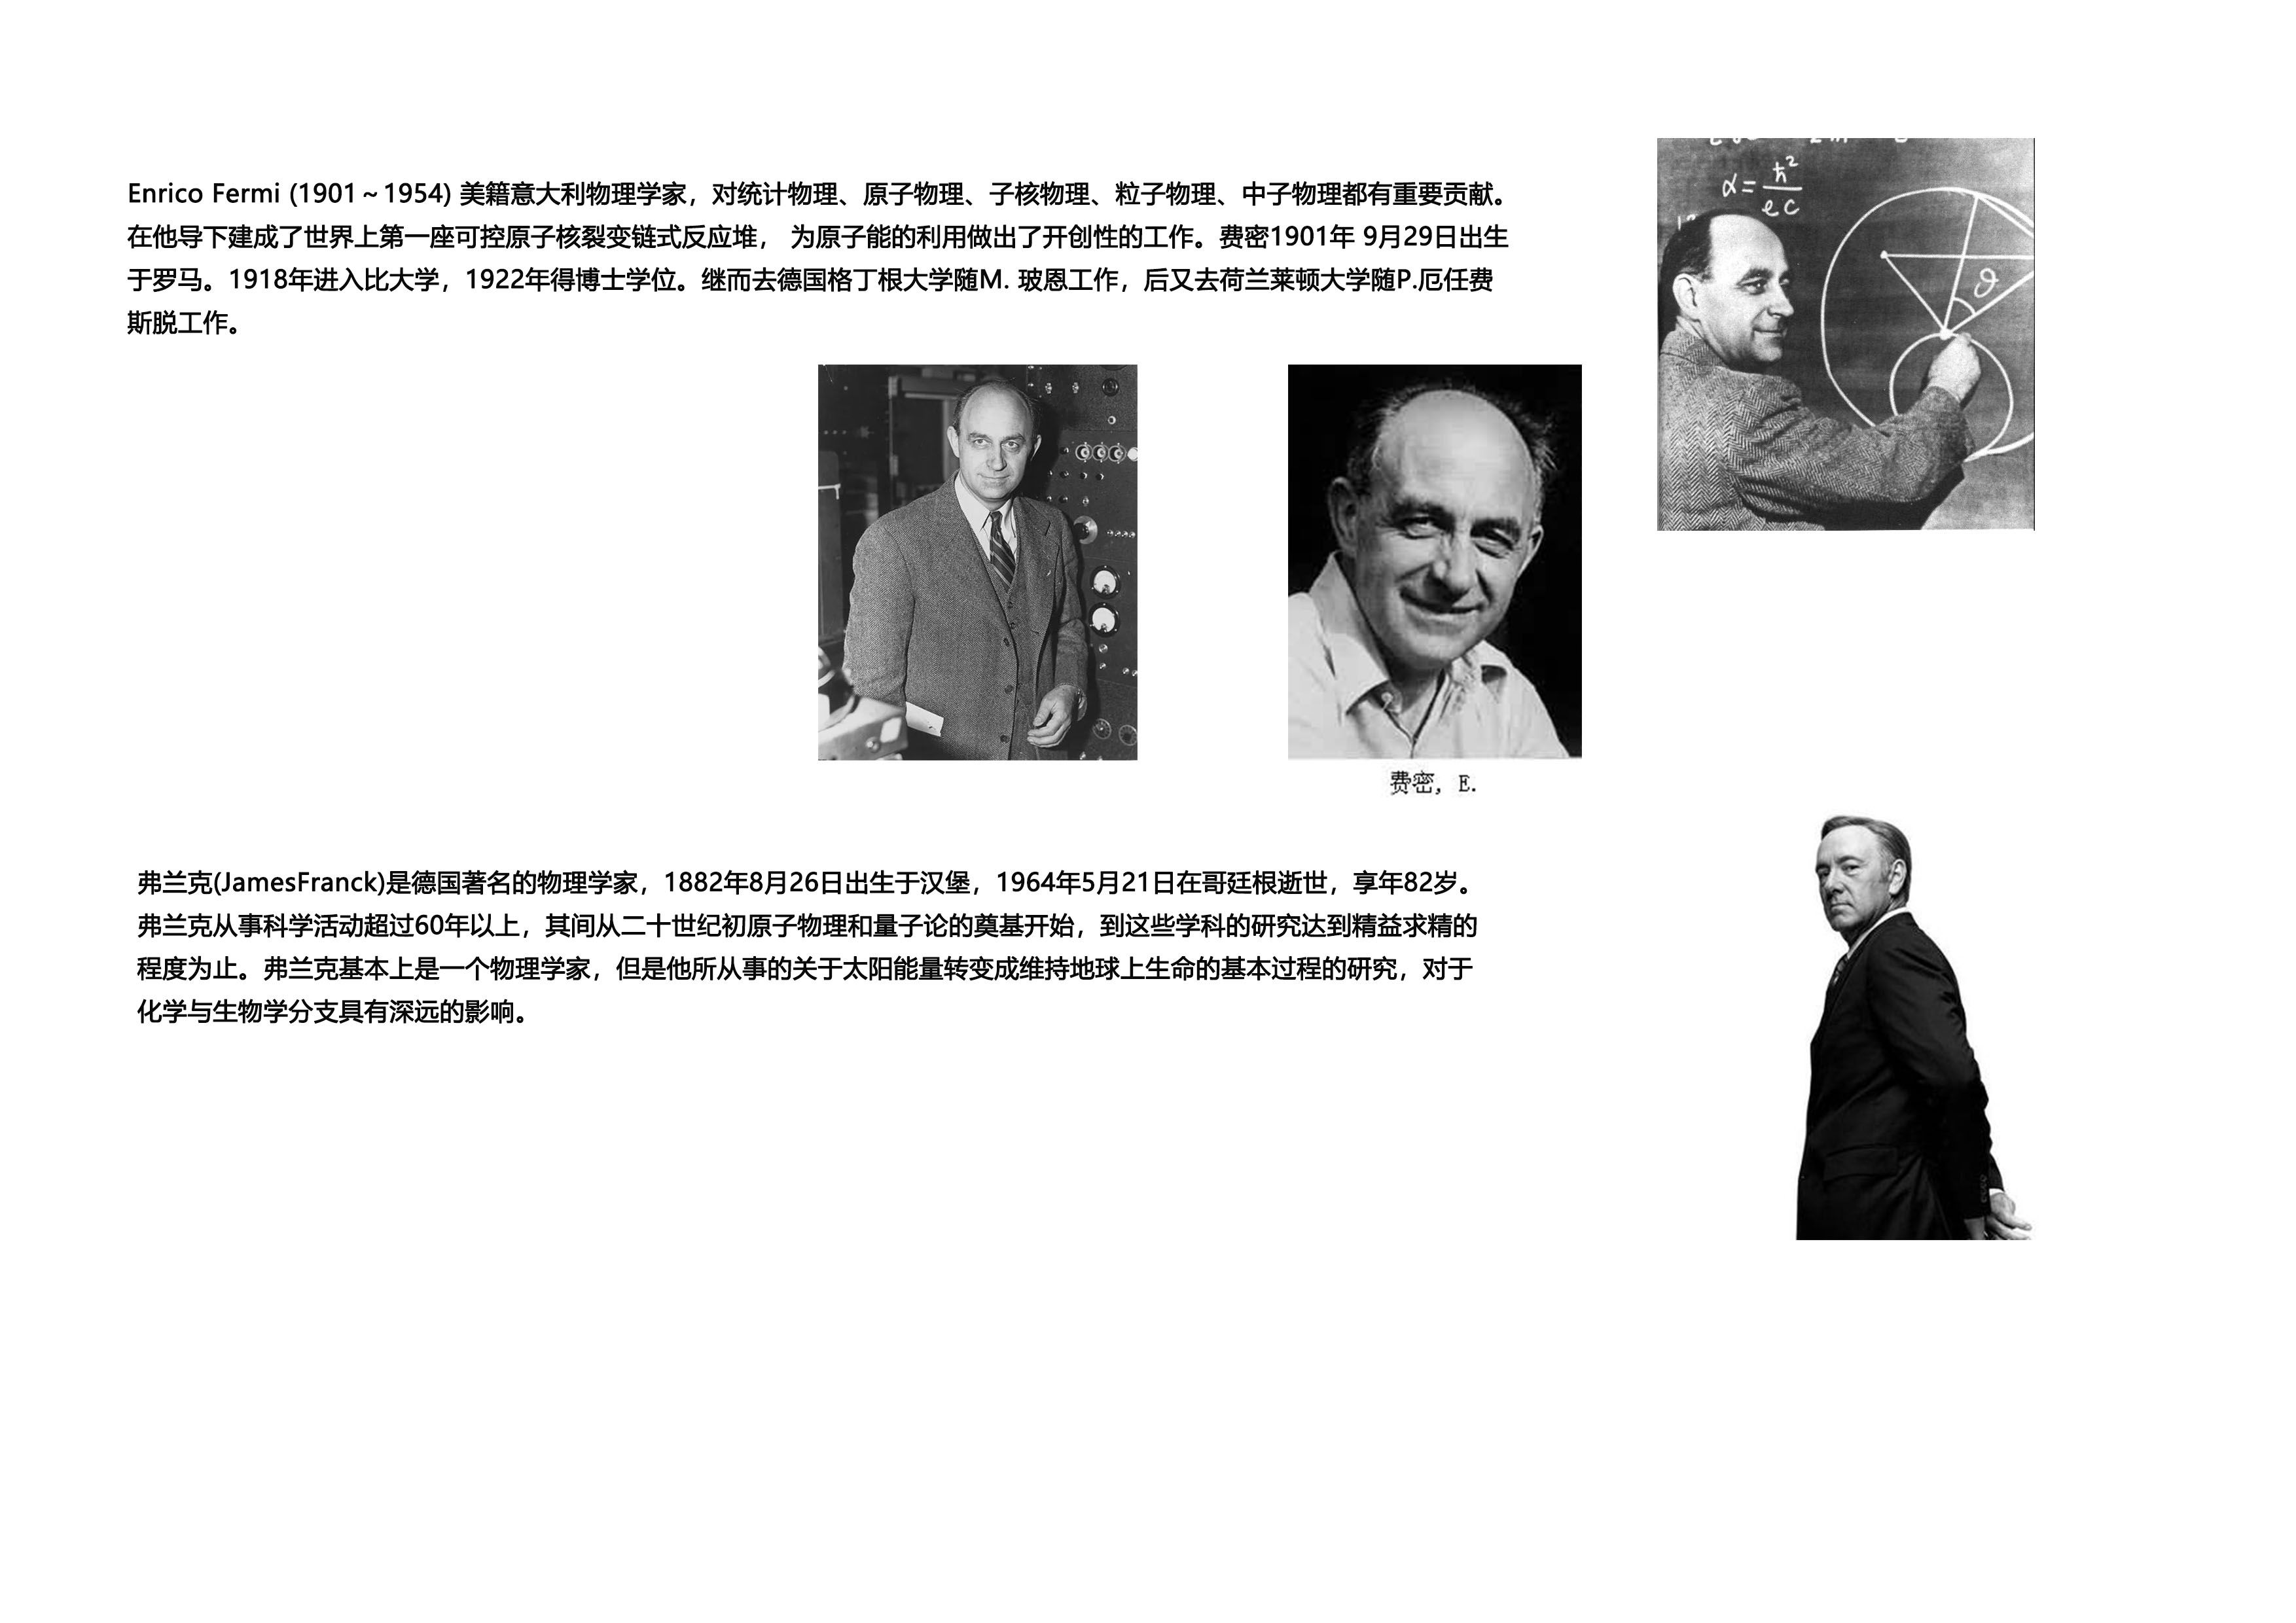 Enrico Fermi (1901～1954) 美籍意大利物理学家，对统计物理、原子物理、子核物理、粒子物理、中子物理都有重要贡献。
在他导下建成了世界上第一座可控原子核裂变链式反应堆， 为原子能的利用做出了开创性的工作。费密1901年 9月29日出生
于罗马。1918年进入比大学，1922年得博士学位。继而去德国格丁根大学随M. 玻恩工作，后又去荷兰莱顿大学随P.厄任费
斯脱工作。
α = ħ²
ec
ϑ
费密，E.
弗兰克(JamesFranck)是德国著名的物理学家，1882年8月26日出生于汉堡，1964年5月21日在哥廷根逝世，享年82岁。
弗兰克从事科学活动超过60年以上，其间从二十世纪初原子物理和量子论的奠基开始，到这些学科的研究达到精益求精的
程度为止。弗兰克基本上是一个物理学家，但是他所从事的关于太阳能量转变成维持地球上生命的基本过程的研究，对于
化学与生物学分支具有深远的影响。